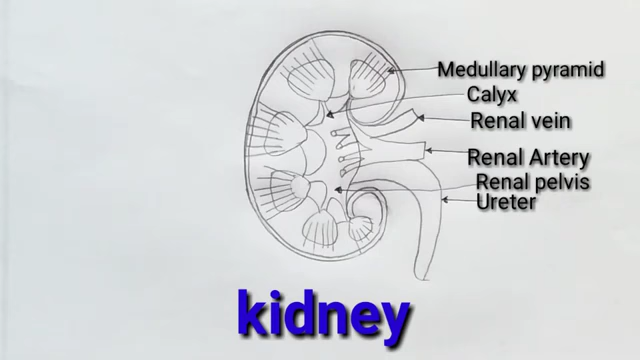 Medullary pyramid
Calyx
Renal vein
Renal Artery
Renal pelvis
Ureter
kidney